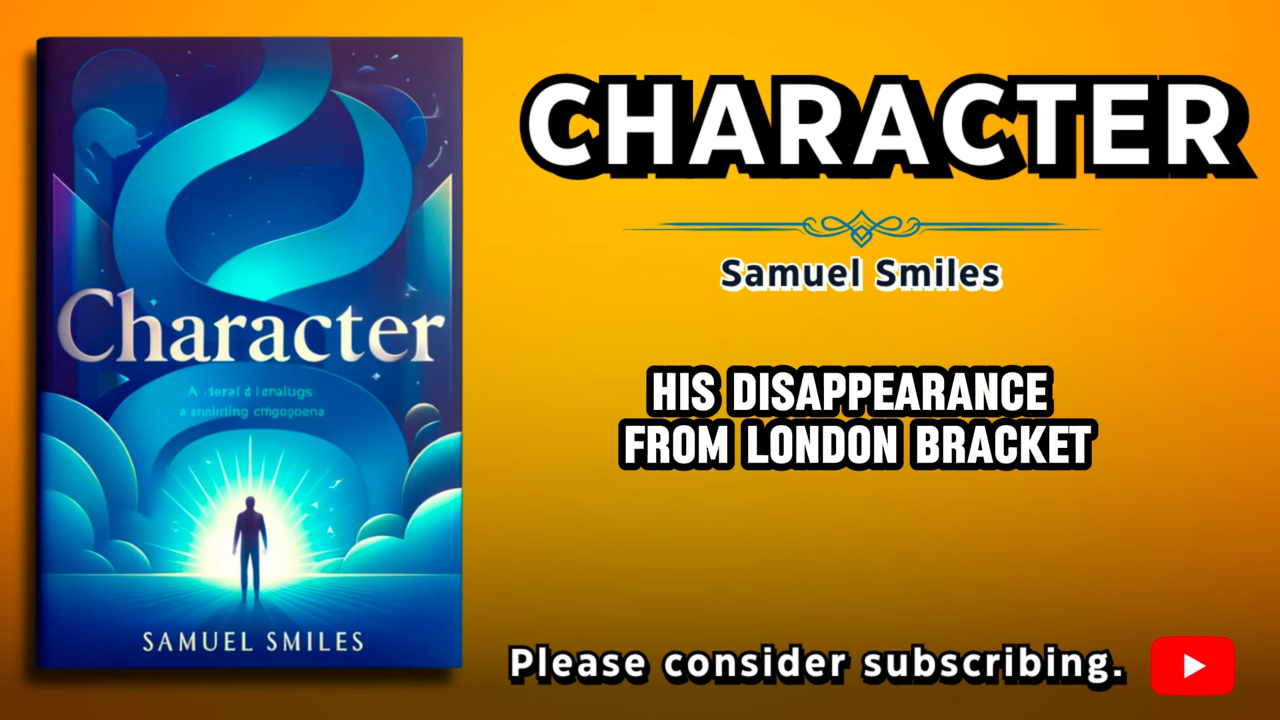 Character
SAMUEL SMILES
CHARACTER
Samuel Smiles
HIS DISAPPEARANCE
FROM LONDON BRACKET
Please consider subscribing.